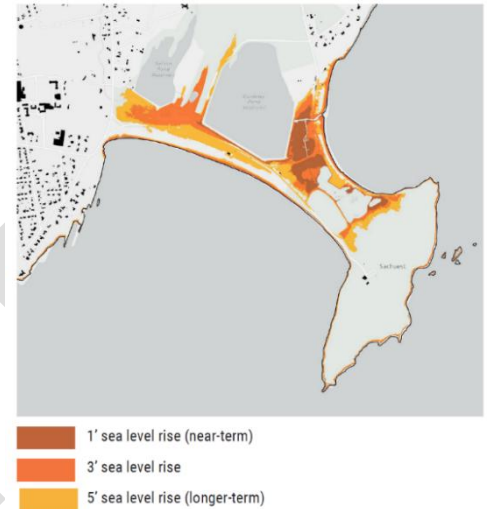 Sachuest
1' sea level rise (near-term)
3' sea level rise
5' sea level rise (longer-term)